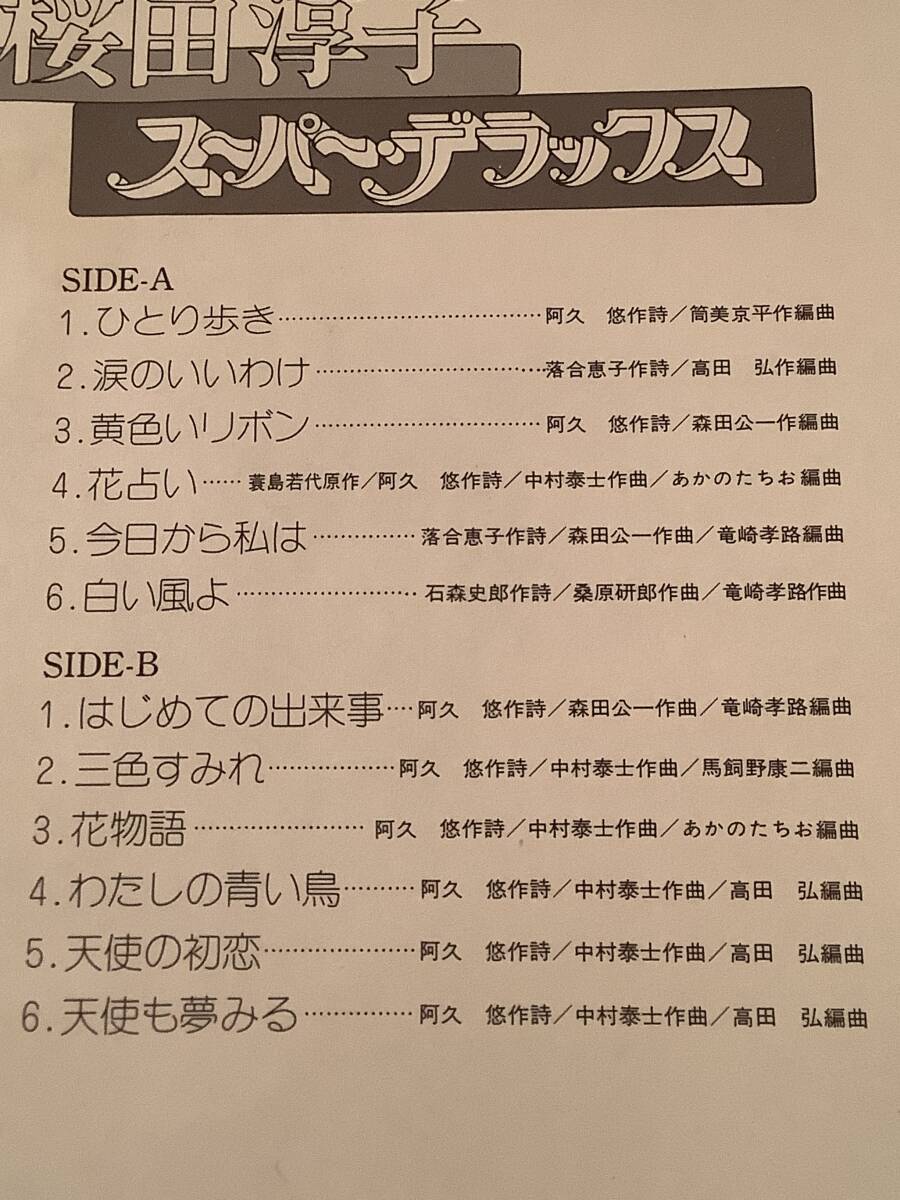 桜田淳子
スーパー・デラックス
SIDE-A
1.ひとり歩き……………………………………阿久　悠作詩／筒美京平作編曲
2.涙のいいわけ………………………………落合恵子作詩／高田　弘作編曲
3.黄色いリボン………………………………阿久　悠作詩／森田公一作編曲
4.花占い……蓑島若代原作／阿久　悠作詩／中村泰士作曲／あかのたちお編曲
5.今日から私は……………落合恵子作詩／森田公一作曲／竜崎孝路編曲
6.白い風よ………………………石森史郎作詩／桑原研郎作曲／竜崎孝路作曲
SIDE-B
1.はじめての出来事…阿久　悠作詩／森田公一作曲／竜崎孝路編曲
2.三色すみれ………………阿久　悠作詩／中村泰士作曲／馬飼野康二編曲
3.花物語……………………阿久　悠作詩／中村泰士作曲／あかのたちお編曲
4.わたしの青い鳥………阿久　悠作詩／中村泰士作曲／高田　弘編曲
5.天使の初恋…………………阿久　悠作詩／中村泰士作曲／高田　弘編曲
6.天使も夢みる……………阿久　悠作詩／中村泰士作曲／高田　弘編曲